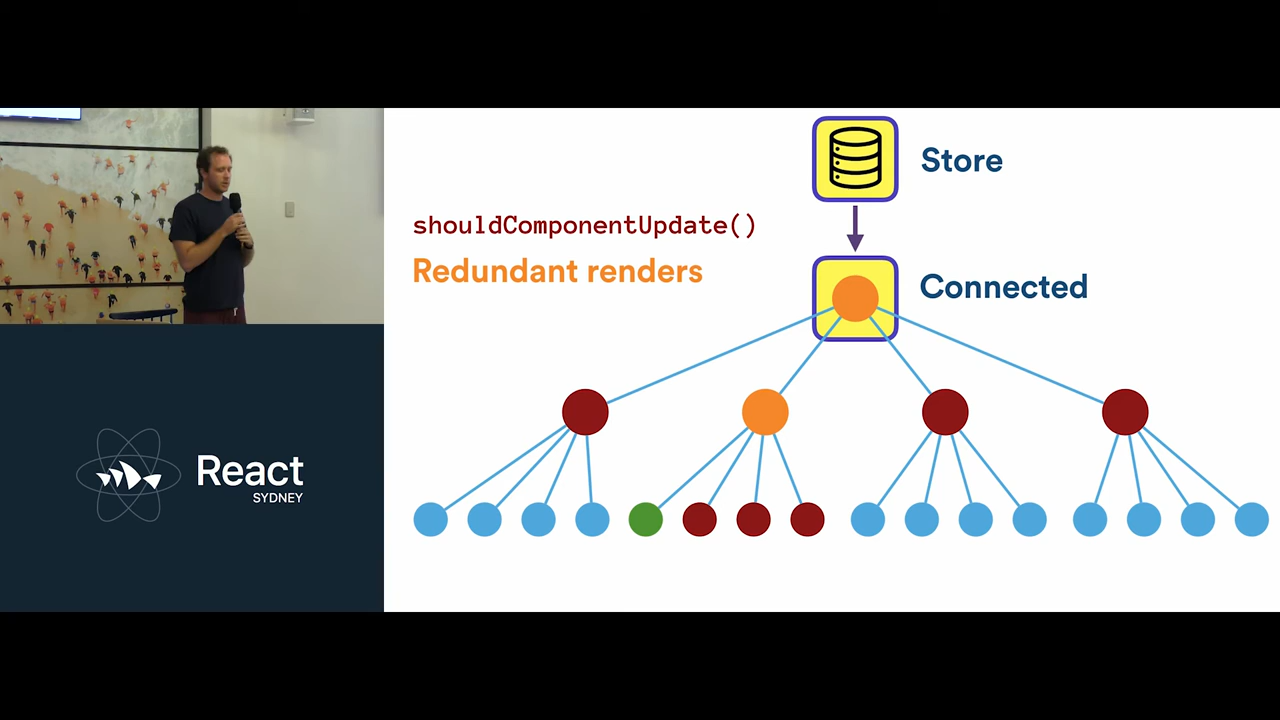 Store
shouldComponentUpdate()
Redundant renders
Connected
React
SYDNEY